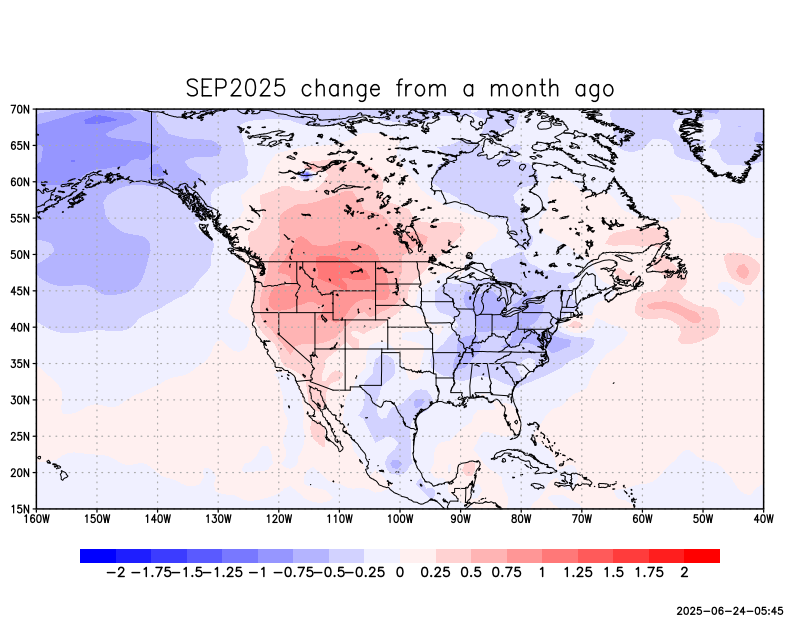 SEP2025 change from a month ago
70N
65N
60N
55N
50N
45N
40N
35N
30N
25N
20N
15N
160W 150W 140W 130W 120W 110W 100W 90W 80W 70W 60W 50W 40W
−2 −1.75 −1.5 −1.25 −1 −0.75 −0.5 −0.25 0 0.25 0.5 0.75 1 1.25 1.5 1.75 2
2025−06−24−05:45